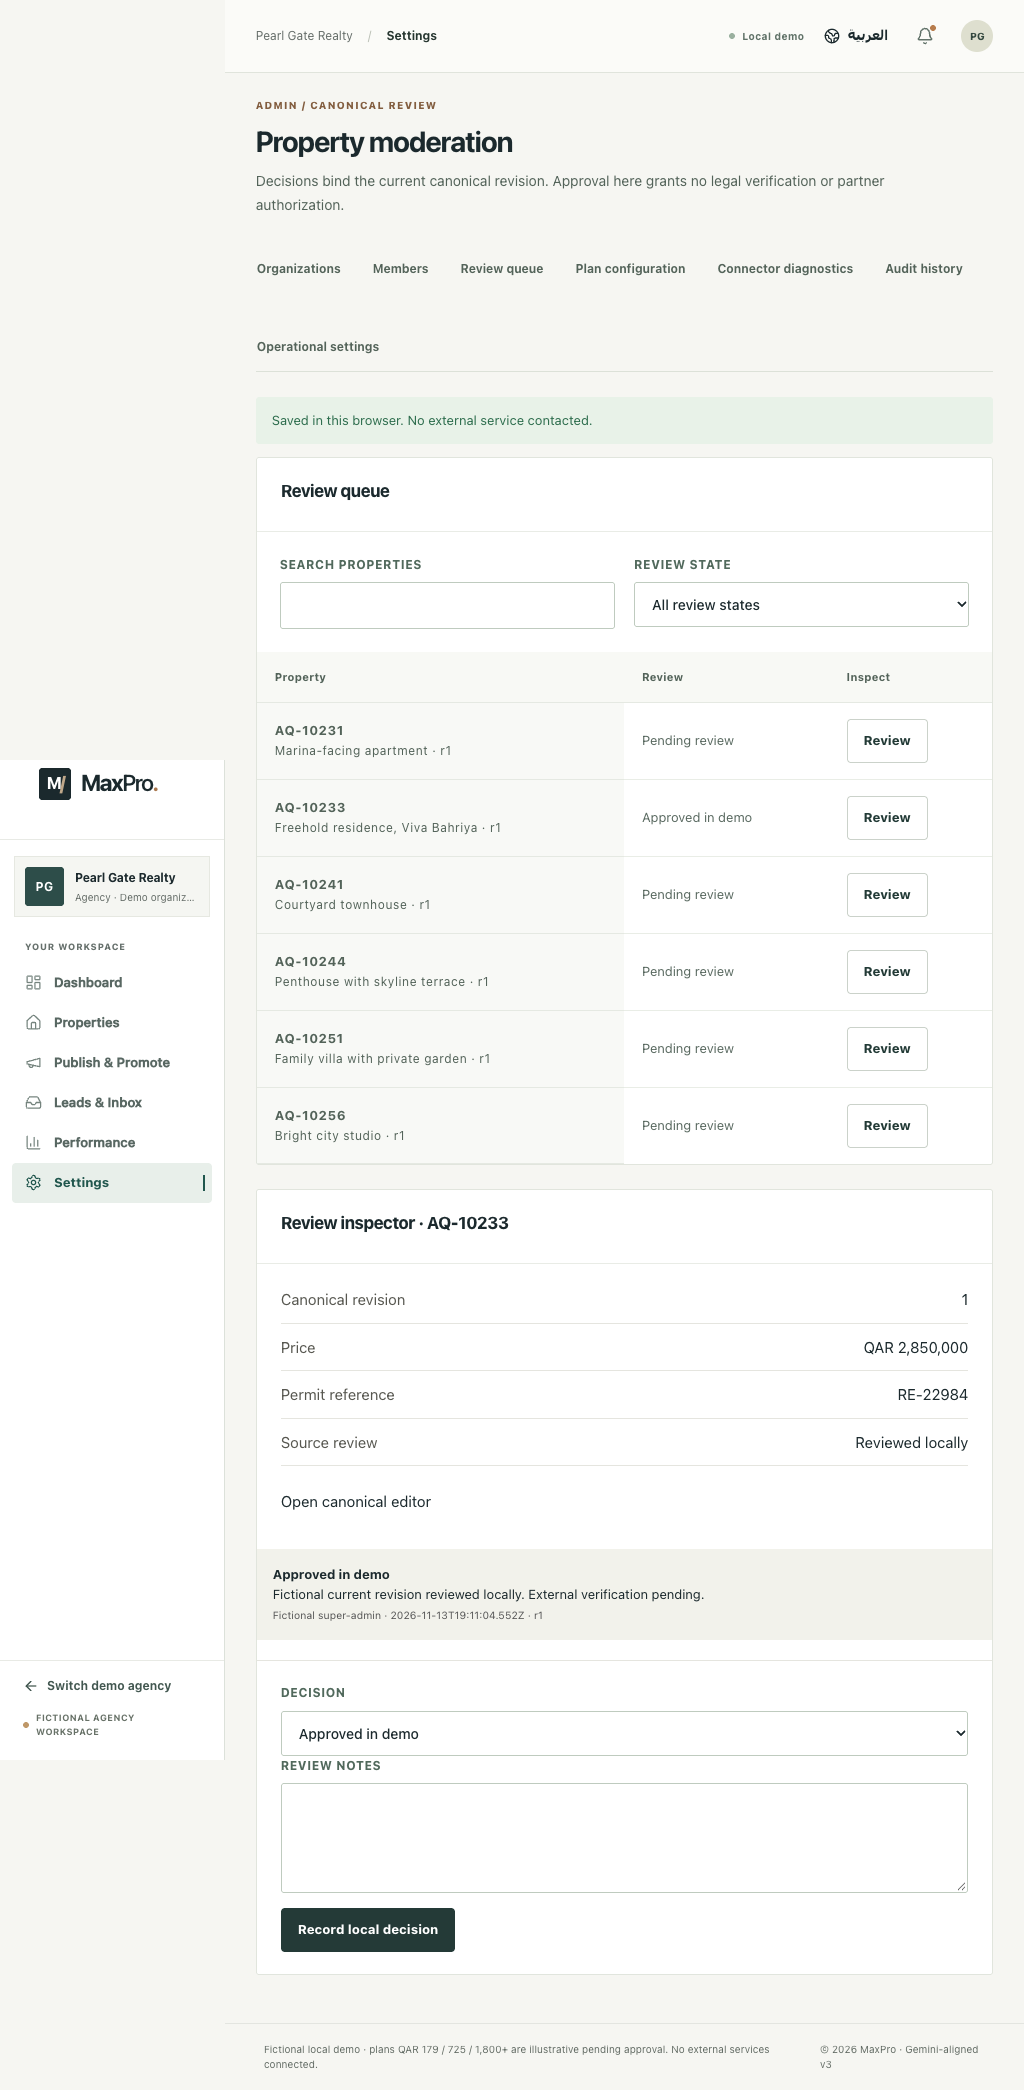 Pearl Gate Realty / Settings
Local demo
العربية
PG
ADMIN / CANONICAL REVIEW
Property moderation
Decisions bind the current canonical revision. Approval here grants no legal verification or partner
authorization.
Organizations Members Review queue Plan configuration Connector diagnostics Audit history
Operational settings
Saved in this browser. No external service contacted.
Review queue
SEARCH PROPERTIES REVIEW STATE
All review states
Property Review Inspect
AQ-10231
Marina-facing apartment · r1
Pending review
Review
AQ-10233
Freehold residence, Viva Bahriya · r1
Approved in demo
Review
AQ-10241
Courtyard townhouse · r1
Pending review
Review
AQ-10244
Penthouse with skyline terrace · r1
Pending review
Review
AQ-10251
Family villa with private garden · r1
Pending review
Review
AQ-10256
Bright city studio · r1
Pending review
Review
M/ MaxPro.
PG
Pearl Gate Realty
Agency · Demo organiz...
YOUR WORKSPACE
Dashboard
Properties
Publish & Promote
Leads & Inbox
Performance
Settings
Switch demo agency
FICTIONAL AGENCY
WORKSPACE
Review inspector · AQ-10233
Canonical revision 1
Price QAR 2,850,000
Permit reference RE-22984
Source review Reviewed locally
Open canonical editor
Approved in demo
Fictional current revision reviewed locally. External verification pending.
Fictional super-admin · 2026-11-13T19:11:04.552Z · r1
DECISION
Approved in demo
REVIEW NOTES
Record local decision
Fictional local demo · plans QAR 179 / 725 / 1,800+ are illustrative pending approval. No external services
connected.
© 2026 MaxPro · Gemini-aligned
v3